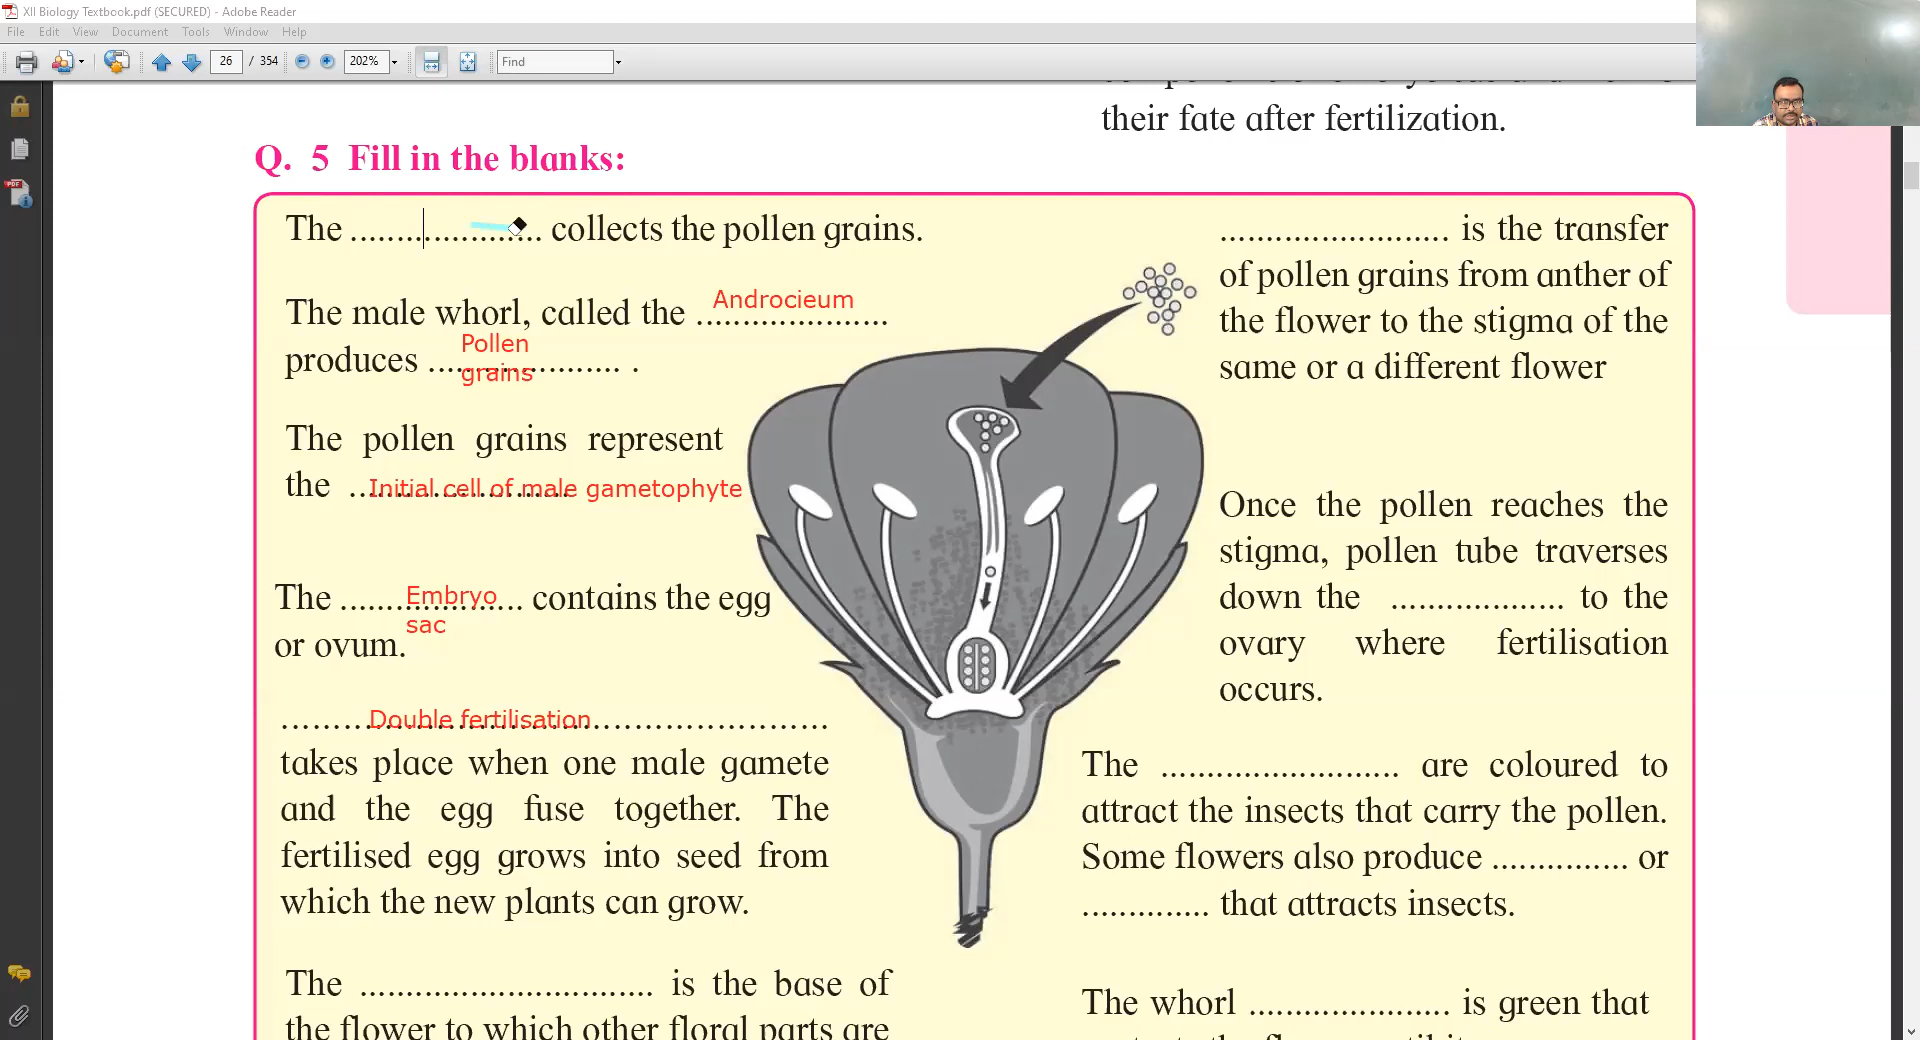 XII Biology Textbook.pdf (SECURED) - Adobe Reader
File Edit View Document Tools Window Help
26 / 354 202% Find
their fate after fertilization.
Q. 5 Fill in the blanks:
The ..................... collects the pollen grains.
The male whorl, called the ..................... Androcieum
produces ..................... . Pollen
grains
The pollen grains represent
the ........................ Initial cell of male gametophyte
The .................... contains the egg Embryo
or ovum. sac
............................................................ Double fertilisation
takes place when one male gamete
and the egg fuse together. The
fertilised egg grows into seed from
which the new plants can grow.
The ................................ is the base of
the flower to which other floral parts are
......................... is the transfer
of pollen grains from anther of
the flower to the stigma of the
same or a different flower
Once the pollen reaches the
stigma, pollen tube traverses
down the ................... to the
ovary where fertilisation
occurs.
The .......................... are coloured to
attract the insects that carry the pollen.
Some flowers also produce ............... or
.............. that attracts insects.
The whorl ...................... is green that